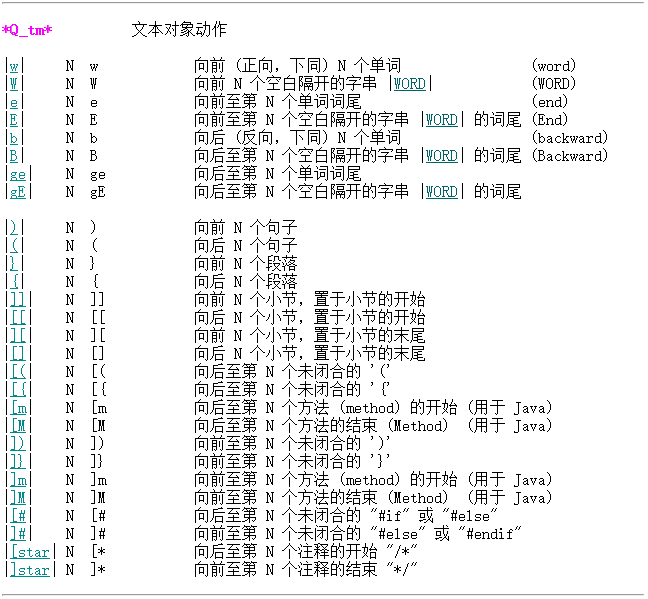 *Q_tm* 文本对象动作
|w| N w 向前 (正向，下同) N 个单词 (word)
|W| N W 向前 N 个空白隔开的字串 |WORD| (WORD)
|e| N e 向前至第 N 个单词词尾 (end)
|E| N E 向前至第 N 个空白隔开的字串 |WORD| 的词尾 (End)
|b| N b 向后 (反向，下同) N 个单词 (backward)
|B| N B 向后至第 N 个空白隔开的字串 |WORD| 的词尾 (Backward)
|ge| N ge 向后至第 N 个单词词尾
|gE| N gE 向后至第 N 个空白隔开的字串 |WORD| 的词尾
|)| N ) 向前 N 个句子
|(| N ( 向后 N 个句子
|}| N } 向前 N 个段落
|{| N { 向后 N 个段落
|]]| N ]] 向前 N 个小节，置于小节的开始
|[[| N [[ 向后 N 个小节，置于小节的开始
|][| N ][ 向前 N 个小节，置于小节的末尾
|[]| N [] 向后 N 个小节，置于小节的末尾
|[(| N [( 向后至第 N 个未闭合的 '('
|[{| N [{ 向后至第 N 个未闭合的 '{'
|[m| N [m 向后至第 N 个方法 (method) 的开始 (用于 Java)
|[M| N [M 向后至第 N 个方法的结束 (Method) (用于 Java)
|])| N ]) 向前至第 N 个未闭合的 ')'
|]}| N ]} 向前至第 N 个未闭合的 '}'
|]m| N ]m 向前至第 N 个方法 (method) 的开始 (用于 Java)
|]M| N ]M 向前至第 N 个方法的结束 (Method) (用于 Java)
|[#| N [# 向后至第 N 个未闭合的 "#if" 或 "#else"
|]#| N ]# 向前至第 N 个未闭合的 "#else" 或 "#endif"
|[star| N [* 向后至第 N 个注释的开始 "/*"
|]star| N ]* 向前至第 N 个注释的结束 "*/"